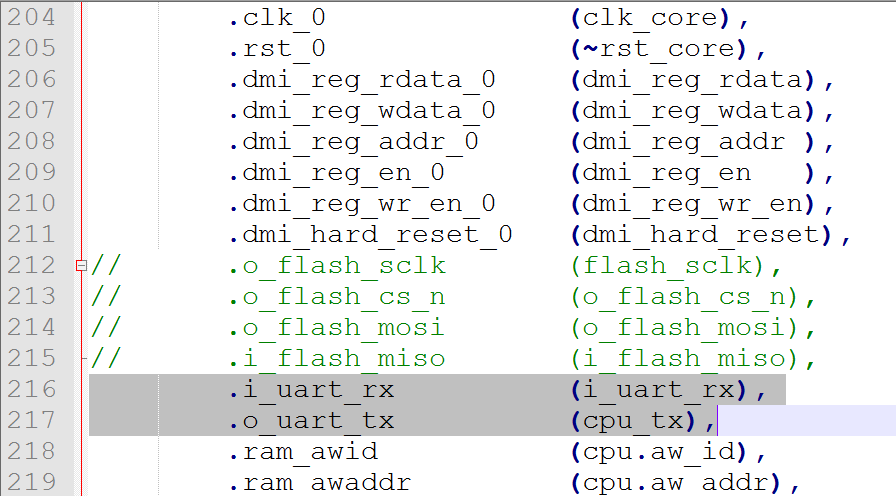 204 .clk_0 (clk_core),
205 .rst_0 (~rst_core),
206 .dmi_reg_rdata_0 (dmi_reg_rdata),
207 .dmi_reg_wdata_0 (dmi_reg_wdata),
208 .dmi_reg_addr_0 (dmi_reg_addr ),
209 .dmi_reg_en_0 (dmi_reg_en   ),
210 .dmi_reg_wr_en_0 (dmi_reg_wr_en),
211 .dmi_hard_reset_0 (dmi_hard_reset),
212 // .o_flash_sclk (flash_sclk),
213 // .o_flash_cs_n (o_flash_cs_n),
214 // .o_flash_mosi (o_flash_mosi),
215 // .i_flash_miso (i_flash_miso),
216 .i_uart_rx (i_uart_rx),
217 .o_uart_tx (cpu_tx),
218 .ram_awid (cpu.aw_id),
219 .ram_awaddr (cpu.aw_addr),